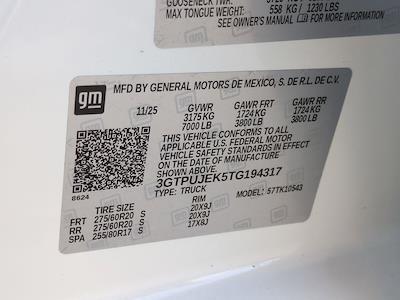 GOOSENECK TWR.
MAX TONGUE WEIGHT: 558 KG / 1230 LBS
SEE OWNER'S MANUAL FOR ADDITIONAL
gm
MFD BY GENERAL MOTORS DE MEXICO, S. DE R.L. DE C.V.
11/25 GVWR GAWR FRT GAWR RR
3175 KG 1724 KG 1724 KG
7000 LB 3800 LB 3800 LB
THIS VEHICLE CONFORMS TO ALL
APPLICABLE U.S. FEDERAL MOTOR
VEHICLE SAFETY STANDARDS IN EFFECT
ON THE DATE OF MANUFACTURE SHOWN ABOVE.
8624
3GTPUJEK5TG194317
TYPE: TRUCK MODEL: 57TK10543
TIRE SIZE RIM
FRT 275/60R20 S 20X9J
RR 275/60R20 S 20X9J
SPA 255/80R17 S 17X8J